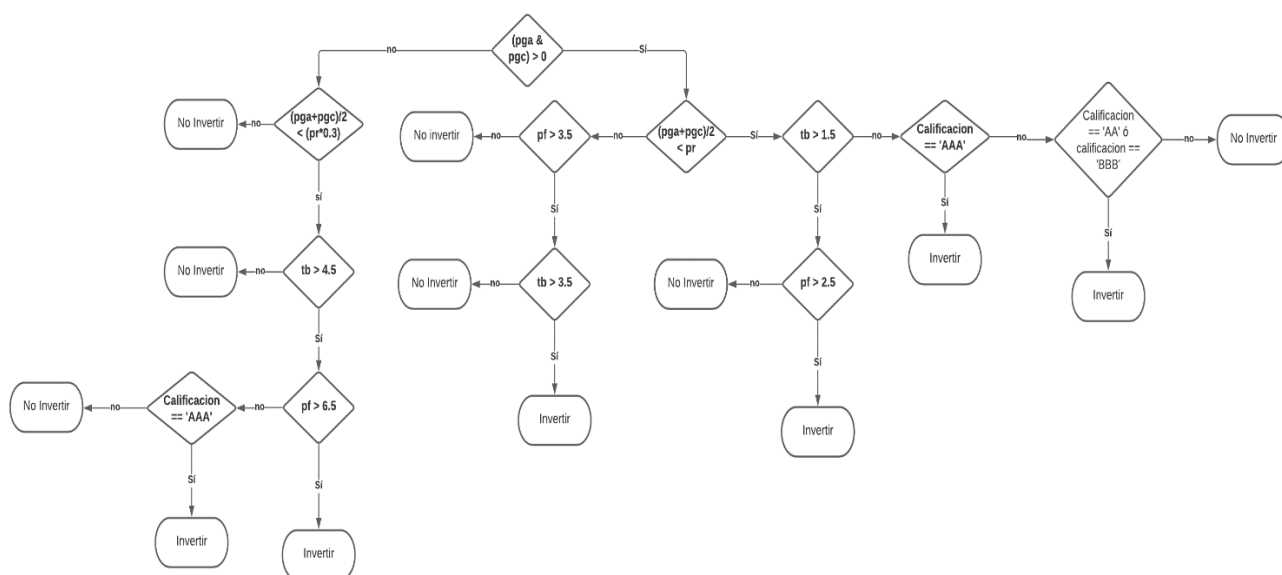 (pga &
pgc) > 0
no
Sí
No Invertir
no
(pga+pgc)/2
< (pr*0.3)
No invertir
no
pf > 3.5
no
(pga+pgc)/2
< pr
Sí
tb > 1.5
no
Calificacion
== 'AAA'
no
Calificacion
== 'AA' ó
calificacion ==
'BBB'
no
No Invertir
sí
Sí
Sí
Sí
Sí
No Invertir
no
tb > 4.5
No Invertir
no
tb > 3.5
No Invertir
no
pf > 2.5
Invertir
Invertir
Sí
Sí
Sí
No Invertir
no
Calificacion
== 'AAA'
no
pf > 6.5
Invertir
Invertir
Sí
Sí
Invertir
Invertir